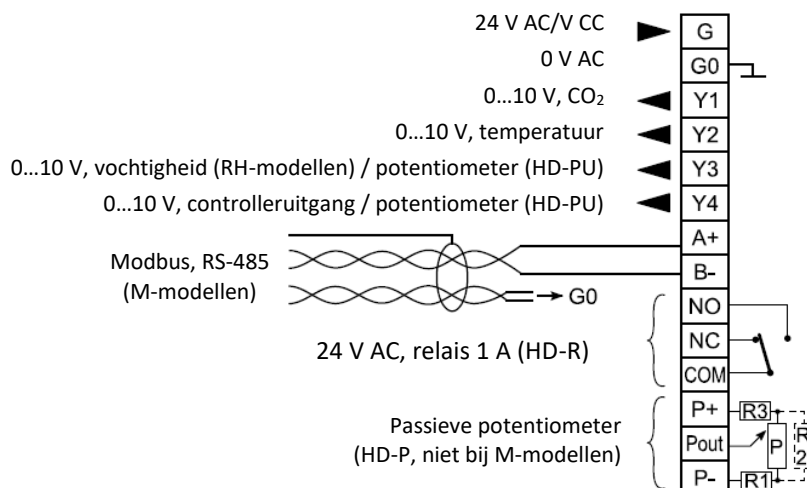 24 V AC/V CC G
0 V AC G0
0...10 V, CO₂ Y1
0...10 V, temperatuur Y2
0...10 V, vochtigheid (RH-modellen) / potentiometer (HD-PU) Y3
0...10 V, controlleruitgang / potentiometer (HD-PU) Y4
A+
Modbus, RS-485
(M-modellen)
B-
G0
NO
NC
24 V AC, relais 1 A (HD-R)
COM
P+ R3
Passieve potentiometer
(HD-P, niet bij M-modellen)
Pout P R
2
P- R1